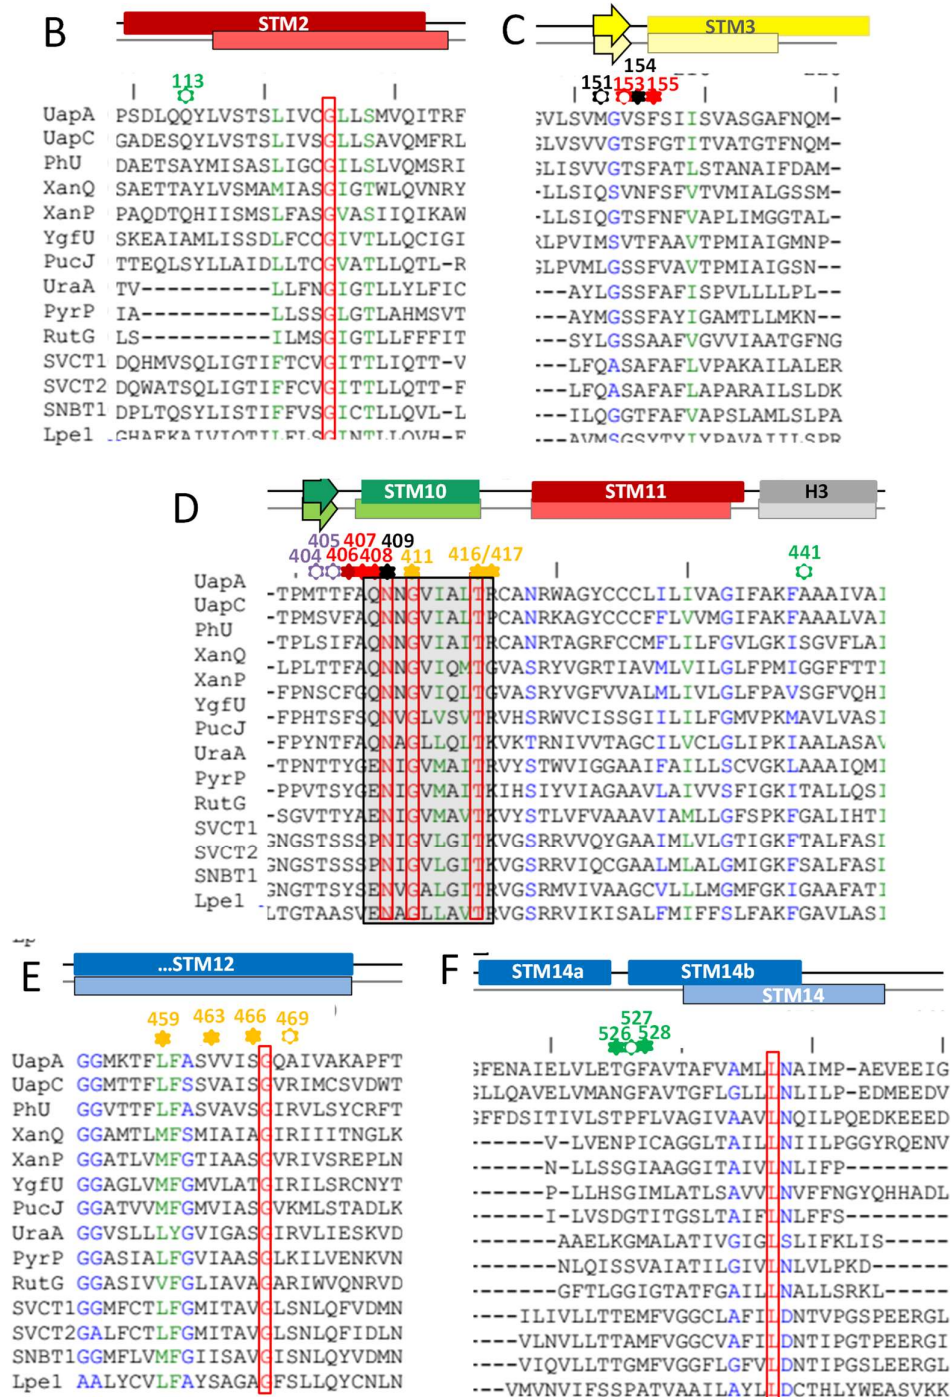 B
STM2
113
UapA PSDLQQYLVSTSLIVCGLLSMVQITRF
UapC GADESQYLVSTSLIVSGLLSAVQMFRL
PhU DAETSAYMISASLIGCGILSLVQMSRI
XanQ SAETTAYLVSMAMIASGIGTWLQVNRY
XanP PAQDTQHIISMSLFASGVASIIQIKAW
YgfU SKEAIAMLISSDLFCCGIVTLLQCIGI
PucJ TTEQLSYLLAIDLLTCGVATLLQTL-R
UraA TV----------LLFNGIGTLLYLFIC
PyrP IA----------LLSSGLGTLAHMSVT
RutG LS----------ILMSGIGTLLFFFIT
SVCT1 DQHMVSQLIGTIFTCVGITTLIQTT-V
SVCT2 DQWATSQLIGTIFFCVGITTLLQTT-F
SNBT1 DPLTQSYLISTIFFVSGICTLLQVL-L
Lpe1
C
STM3
154
151 153 155
GVLSVMGVSFSIISVASGAFNQM-
GLVSVVGTSFGTITVATGTFNQM-
GLISVVGTSFATLSTANAIFDAM-
-LLSIQSVNFSFVTVMIALGSSM-
-LLSIQGTSFNFVAPLIMGGTAL-
RLPVIMSVTFAAVTPMIAIGMNP-
GLPVMLGSSFVAVTPMIAIGSN--
---AYLGSSFAFISPVLLLLPL--
---AYMGSSFAYIGAMTLLMKN--
---SYLGSSAAFVGVVIAATGFNG
---LFQASAFAFLVPAKAILALER
---LFQASAFAFLAPARAILSLDK
---ILQGGTFAFVAPSLAMLSLPA
D
STM10 STM11 H3
405 407 409
404 406 408 411 416/417 441
UapA -TPMTTFAQNNGVIALTRCANRWAGYCCCLILIVAGIFAKFAAAIVAI
UapC -TPMSVFAQNNGVIALTPCANRKAGYCCCFFLVVMGIFAKFAAALVAI
PhU -TPLSIFAQNNGVIAITRCANRTAGRFCCMFLILFGVLGKISGVFLAI
XanQ -LPLTTFAQNNGVIQMTGVASRYVGRTIAVMLVILGLFPMIGGFFTTI
XanP -FPNSCFGQNNGVIQLTGVASRYVGFVVALMLIVLGLFPAVSGFVQHI
YgfU -FPHTSFSQNVGLVSVTRVHSRWVCISSGIILILFGMVPKMAVLVASI
PucJ -FPYNTFAQNAGLLQLTKVKTRNIVVTAGCILVCLGLIPKIAALASAV
UraA -TPNTTYGENIGVMAITRVYSTWVIGGAAIFAILLSCVGKLAAAIQMI
PyrP -PPVTSYGENIGVMAITKIHSIYVIAGAAVLAIVVSFIGKITALLQSI
RutG -SGVTTYAENIGVMAVTKVYSTLVFVAAAVIAMLLGFSPKFGALIHTI
SVCT1 GNGSTSSSPNIGVLGITKVGSRRVVQYGAAIMLVLGTIGKFTALFASI
SVCT2 GNGSTSSSPNIGVLGITKVGSRRVIQCGAALMLALGMIGKFSALFASI
SNBT1 GNGTTSYSENVGALGITRVGSRMVIVAAGCVLLLMGMFGKIGAAFATI
Lpe1 LTGTAASVENAGLLAVTRVGSRRVIKISALFMIFFSLFAKFGAVLASI
E
...STM12
459 463 466 469
UapA GGMKTFLFASVVISGQAIVAKAPFT
UapC GGMTTFLFSSVAISGVRIMCSVDWT
PhU GGVTTFLFASVAVSGIRVLSYCRFT
XanQ GGAMTLMFSMIAIAGIRIIITNGLK
XanP GGATLVMFGTIAASGVRIVSREPLN
YgfU GGAGLVMFGMVLATGIRILSRCNYT
PucJ GGATVVMFGMVIASGVKMLSTADLK
UraA GGVSLLLYGVIGASGIRVLIESKVD
PyrP GGASIALFGVIAASGLKILVENKVN
RutG GGASIVVFGLIAVAGARIWVQNRVD
SVCT1 GGMFCTLFGMITAVGLSNLQFVDMN
SVCT2 GALFCTLFGMITAVGLSNLQFIDLN
SNBT1 GGMFLVMFGIISAVGISNLQYVDMN
Lpe1 AALYCVLFAYSAGAGFSLLQYCNLN
F
STM14a STM14b
STM14
527
526 528
GFENAIELVLETGFAVTAFVAMLLNAIMP-AEVEEIG
GLLQAVELVMANGFAVTGFLGLLLNLILP-EDMEEDV
GFFDSITIVLSTPFLVAGIVAAVLNQILPQEDKEEED
------V-LVENPICAGGLTAILLNIILPGGYRQENV
------N-LLSSGIAAGGITAIVLNLIFP--------
------P-LLHSGIMLATLSAVVLNVFFNGYQHHADL
------I-LVSDGTITGSLTAIFLNLFFS--------
-------AAELKGMALATIVGIGLSLIFKLIS-----
-------NLQISSVAIATICGILLNLVLPKD------
-------GFTLGGIGTATFGAILLNALLSRKL-----
----ILIVLLTTEMFVGGCLAFILDNTVPGSPEERGL
----VLNVLLTTAMFVGGCVAFILDNTIPGTPEERGL
----VIQVLLTTGMFVGGFLGFVLDNTIPGSLEERGL
---VMVNVIFSSPATVAAILAYLLDCTHLYWEASVKK